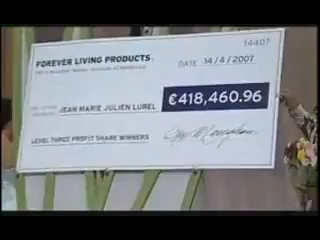 14407
FOREVER LIVING PRODUCTS.
DATE 14/4/2007
JEAN MARIE JULIEN LUREL
€418,460.96
LEVEL THREE PROFIT SHARE WINNERS